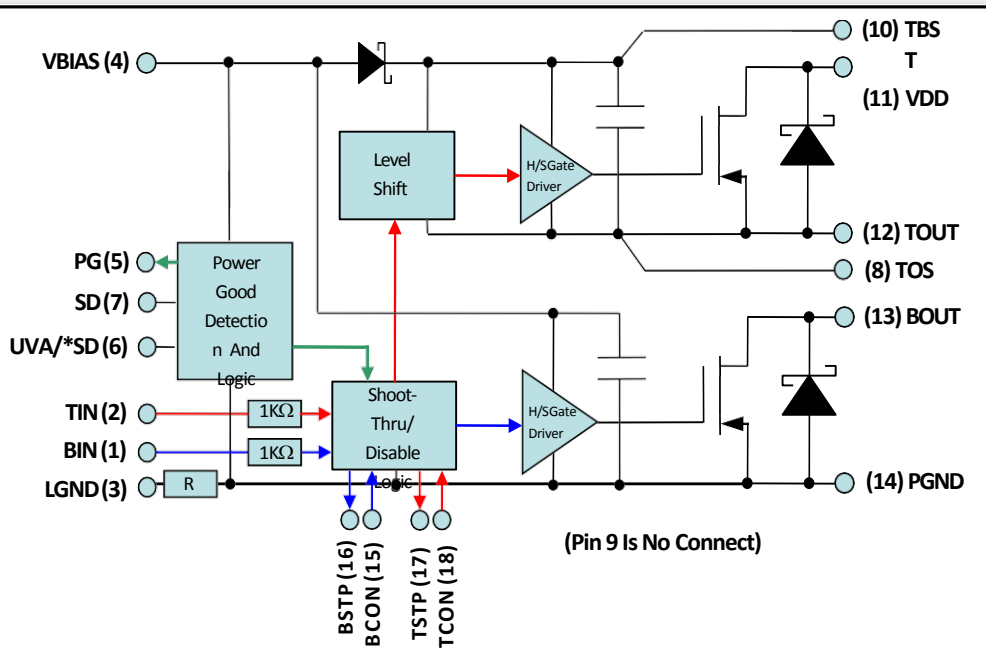 VBIAS (4)
(10) TBS
T
(11) VDD
Level
Shift
H/SGate
Driver
(12) TOUT
(8) TOS
PG (5)
SD (7)
UVA/*SD (6)
Power
Good
Detectio
n And
Logic
(13) BOUT
TIN (2)
1KΩ
BIN (1)
1KΩ
Shoot-
Thru/
Disable
Logic
H/SGate
Driver
LGND (3)
R
(14) PGND
BSTP (16)
BCON (15)
TSTP (17)
TCON (18)
(Pin 9 Is No Connect)